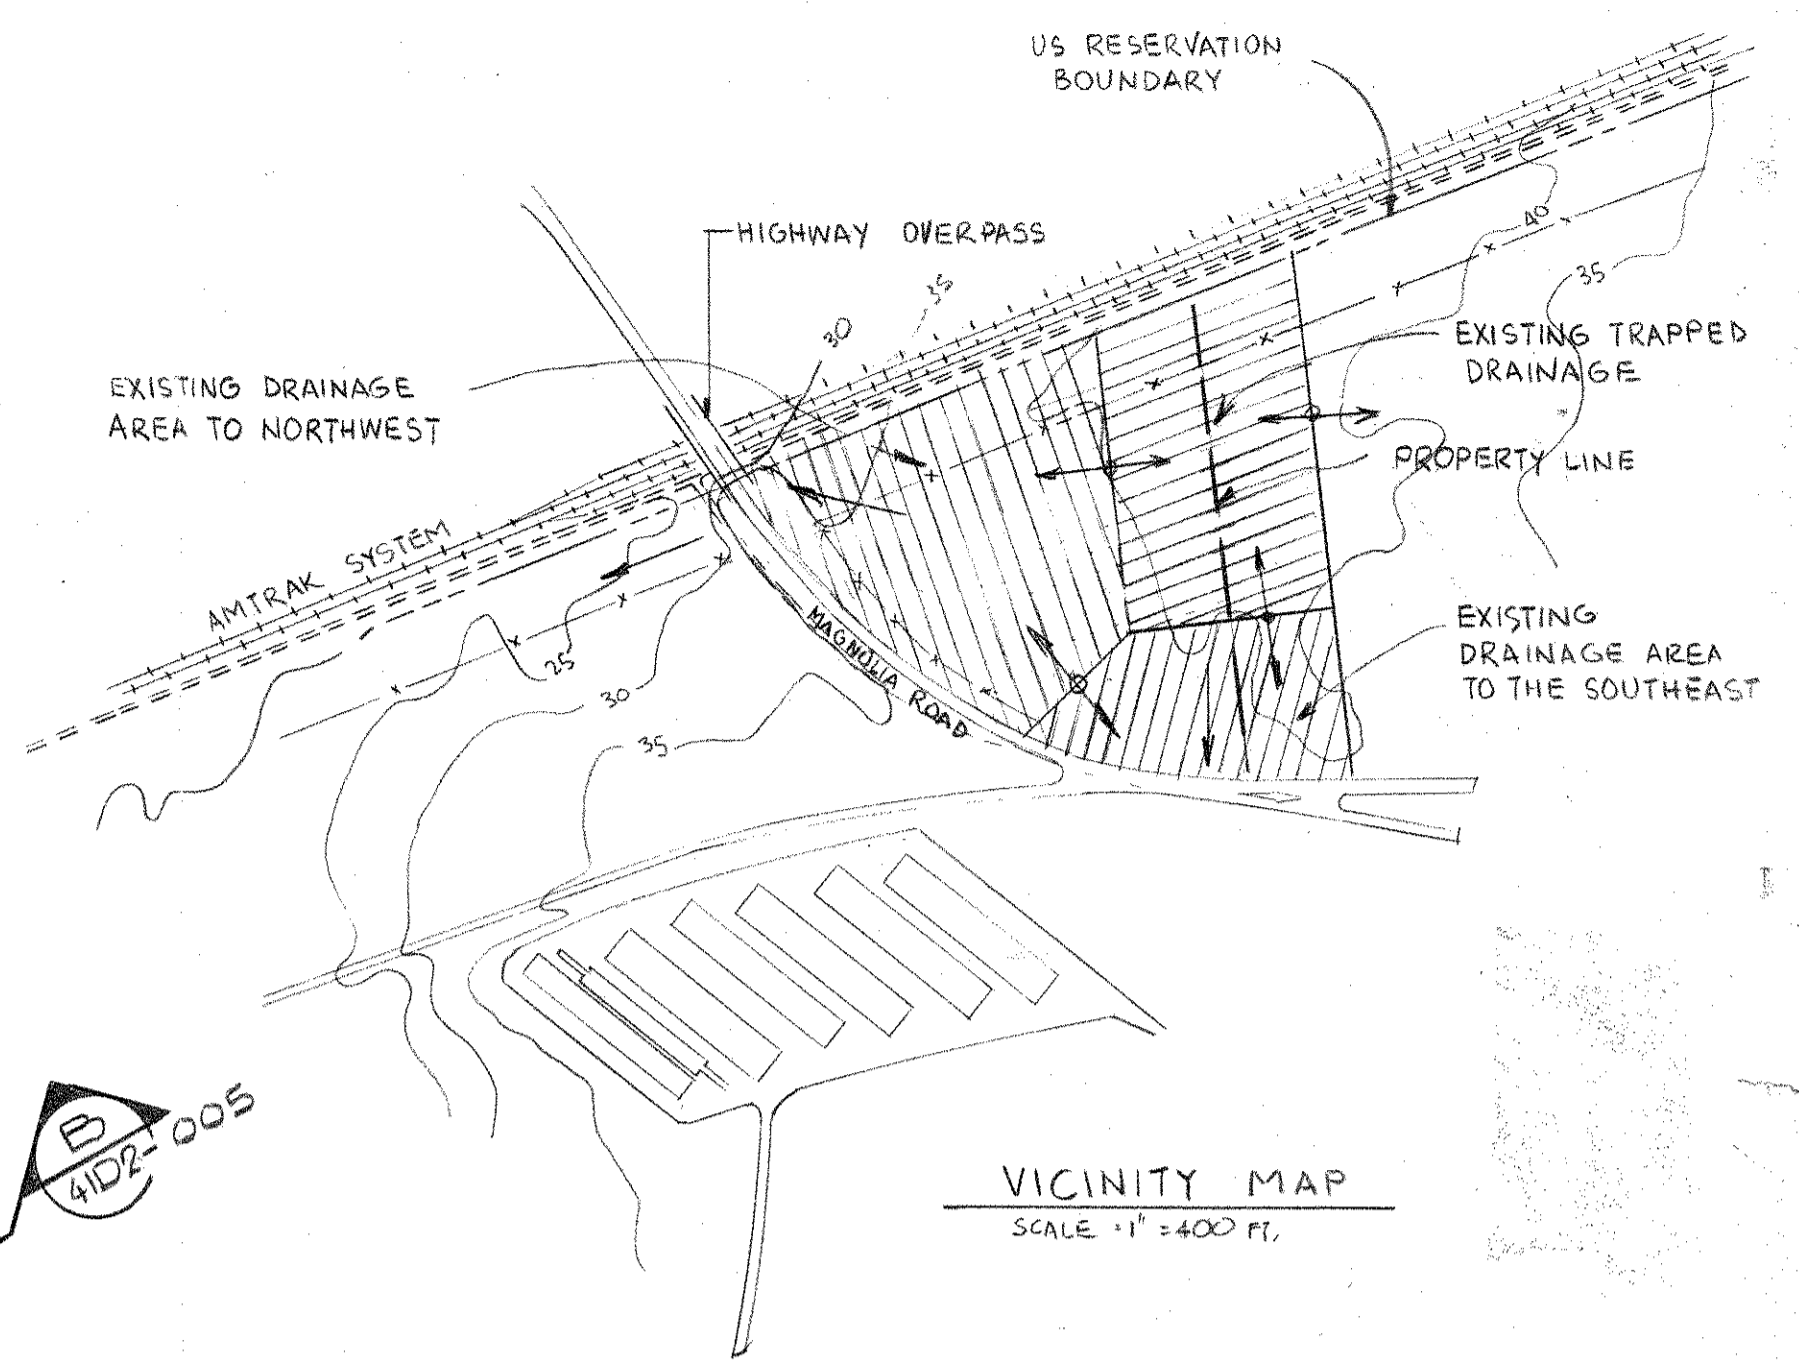 US RESERVATION
BOUNDARY
HIGHWAY OVERPASS
40
35
35
30
EXISTING TRAPPED
DRAINAGE
EXISTING DRAINAGE
AREA TO NORTHWEST
PROPERTY LINE
AMTRAK SYSTEM
MAGNOLIA ROAD
EXISTING
DRAINAGE AREA
TO THE SOUTHEAST
25
30
35
B
41D2-005
VICINITY MAP
SCALE =1" =400 FT.